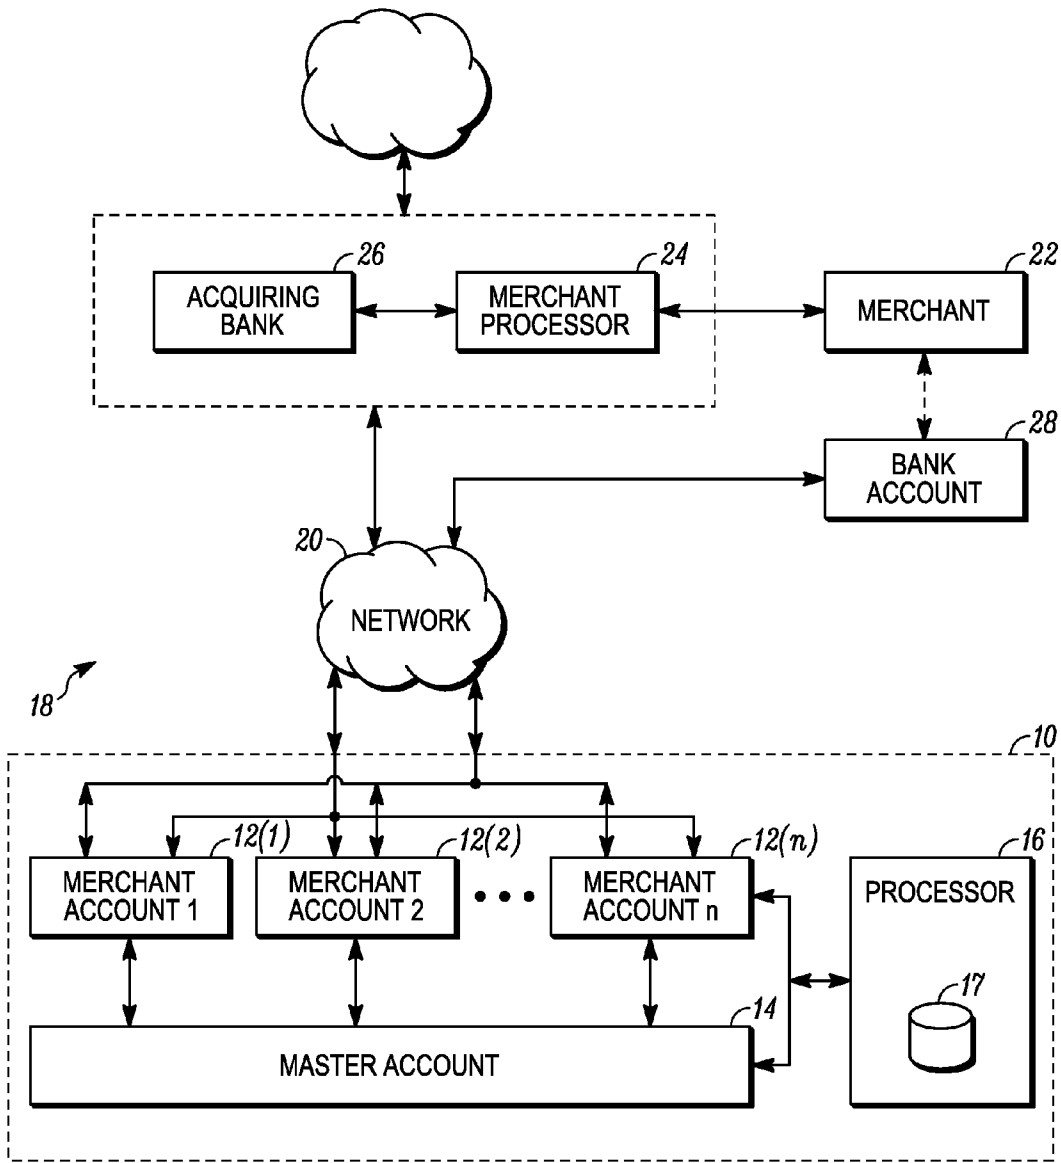 26
ACQUIRING
BANK
24
MERCHANT
PROCESSOR
22
MERCHANT
28
BANK
ACCOUNT
20
NETWORK
18
10
12(1)
MERCHANT
ACCOUNT 1
12(2)
MERCHANT
ACCOUNT 2
12(n)
MERCHANT
ACCOUNT n
16
PROCESSOR
17
14
MASTER ACCOUNT